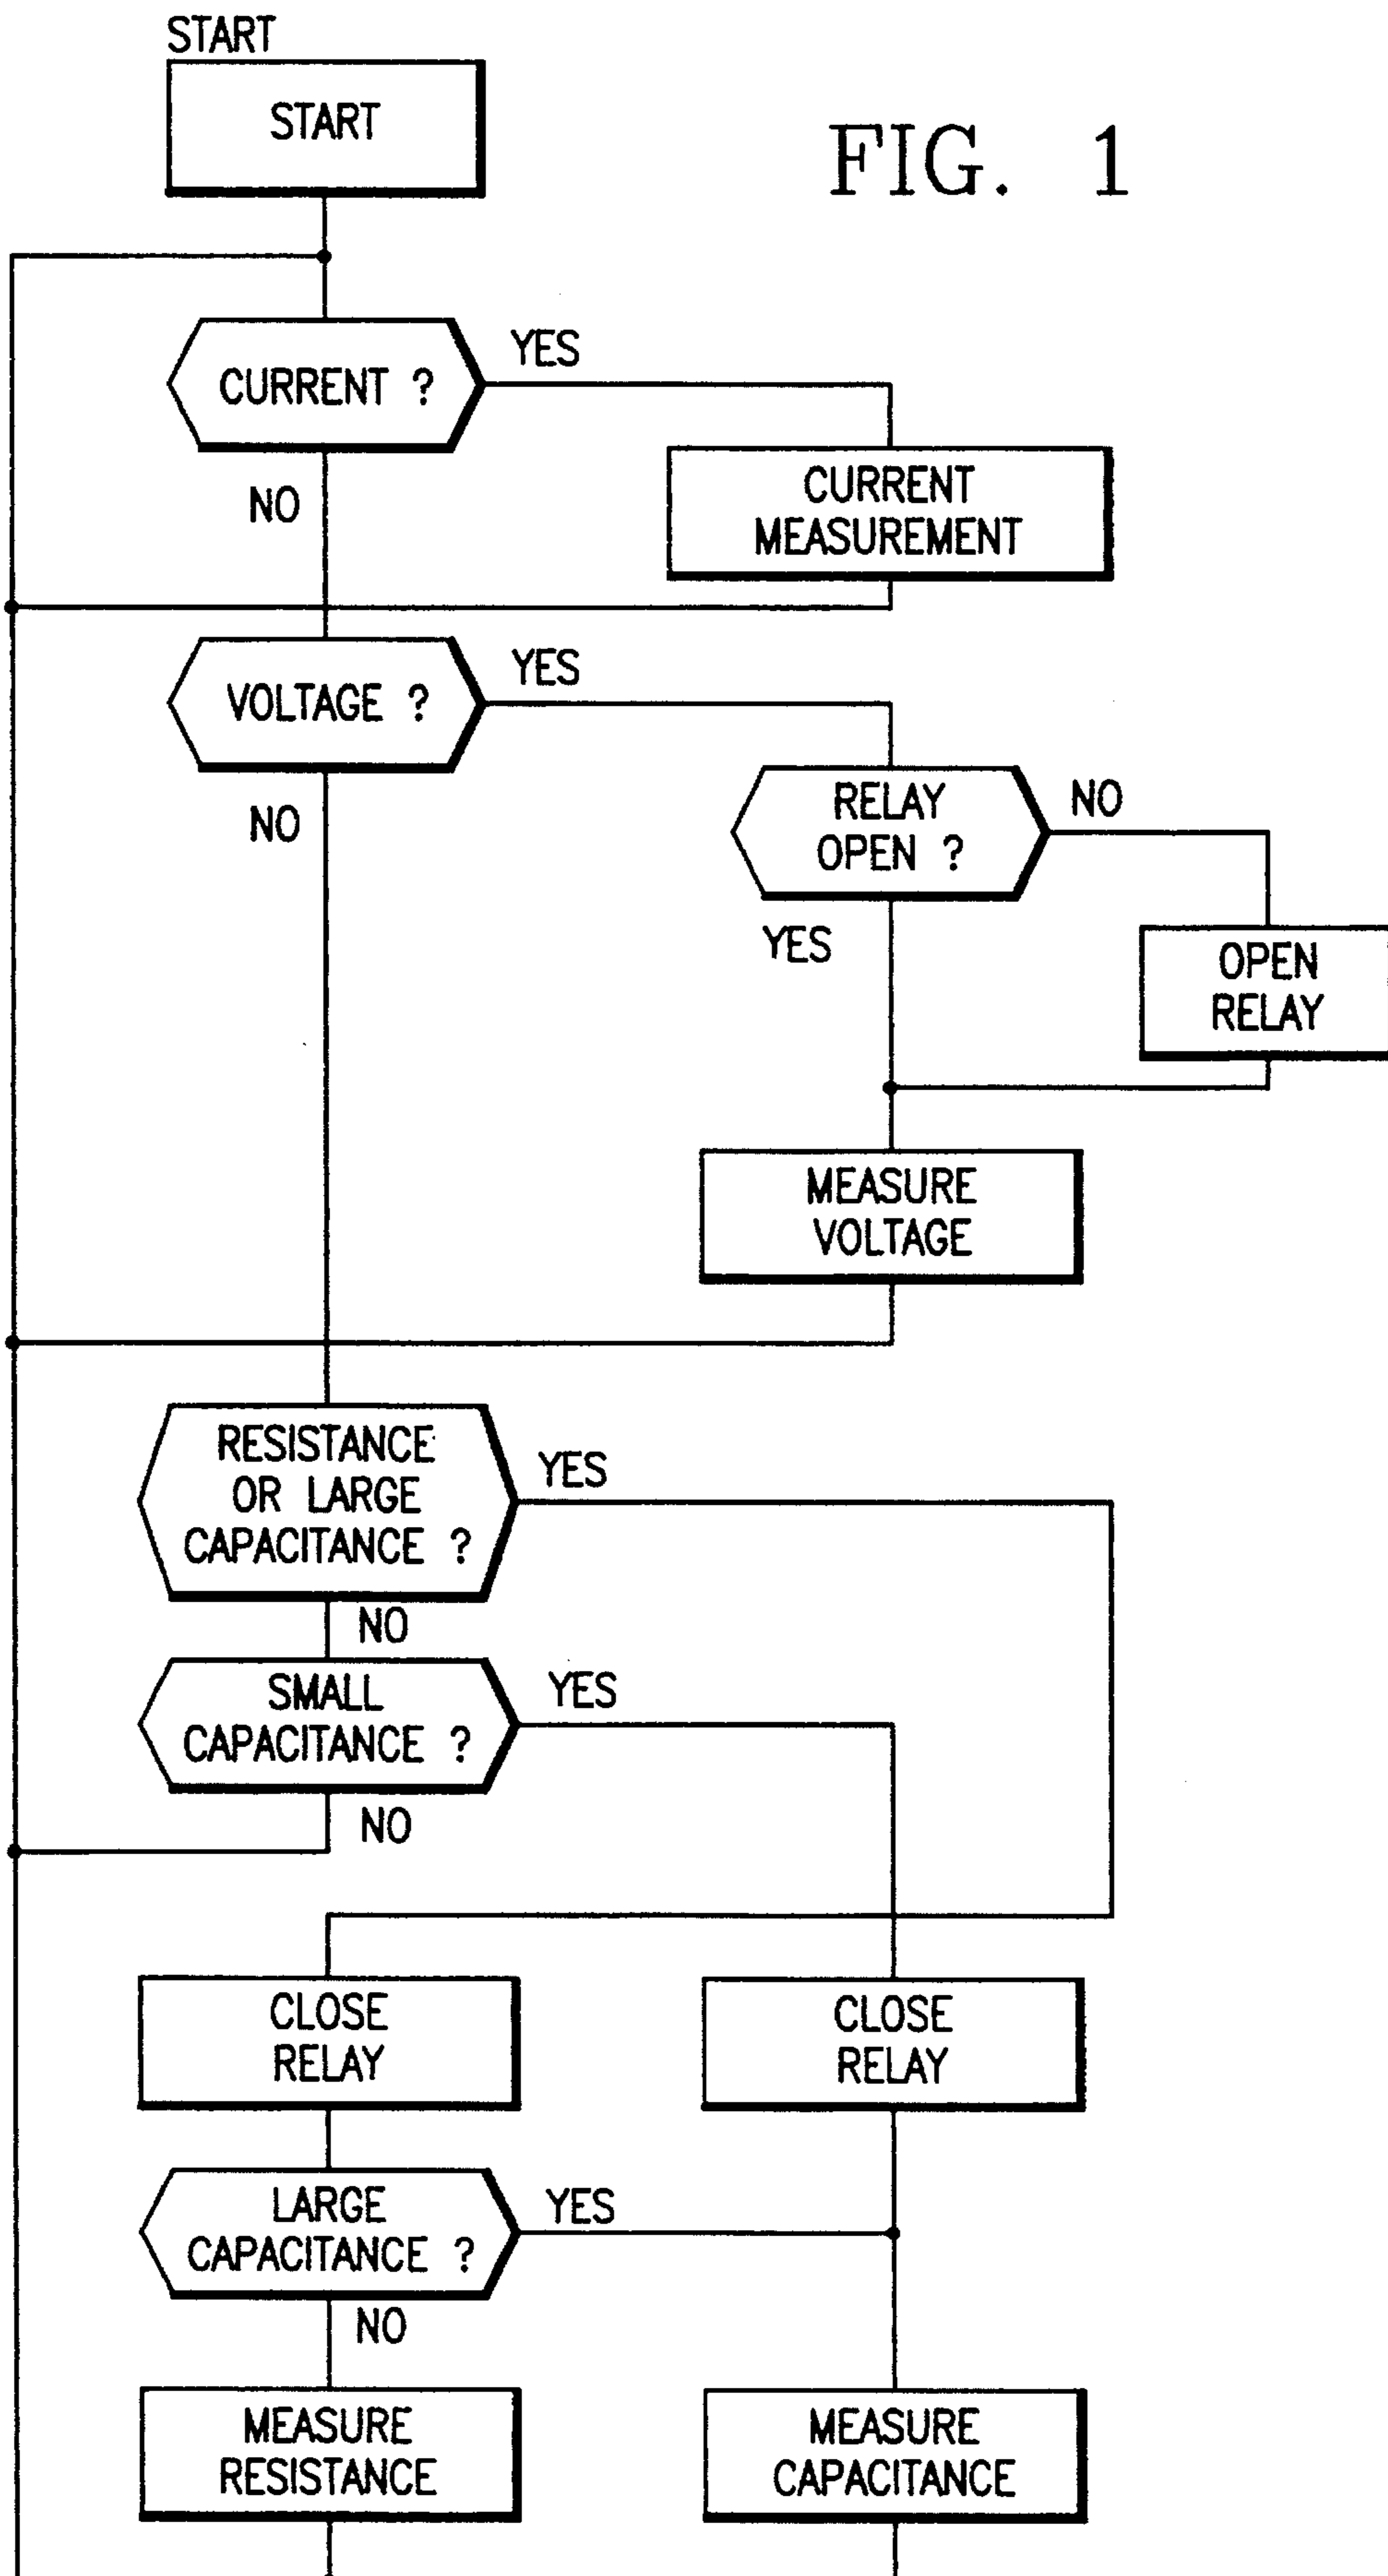 START
START
FIG. 1
CURRENT ?
YES
NO
CURRENT
MEASUREMENT
VOLTAGE ?
YES
NO
RELAY
OPEN ?
NO
YES
OPEN
RELAY
MEASURE
VOLTAGE
RESISTANCE
OR LARGE
CAPACITANCE ?
YES
NO
SMALL
CAPACITANCE ?
YES
NO
CLOSE
RELAY
CLOSE
RELAY
LARGE
CAPACITANCE ?
YES
NO
MEASURE
RESISTANCE
MEASURE
CAPACITANCE